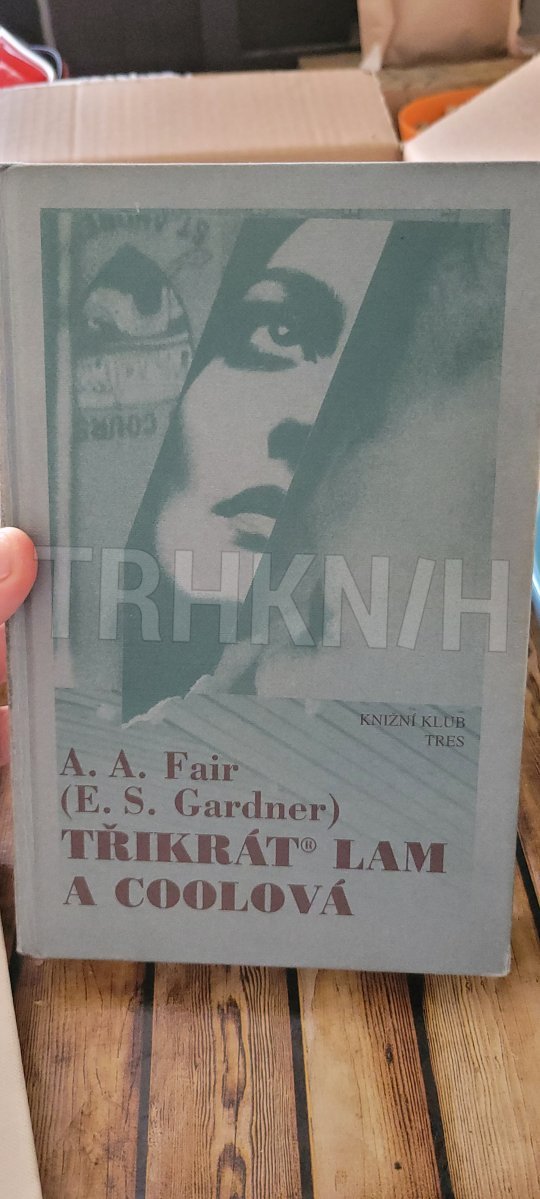 TRHKN/H
KNIŽNÍ KLUB
TRES
A. A. Fair
(E. S. Gardner)
TŘIKRÁT® LAM
A COOLOVÁ